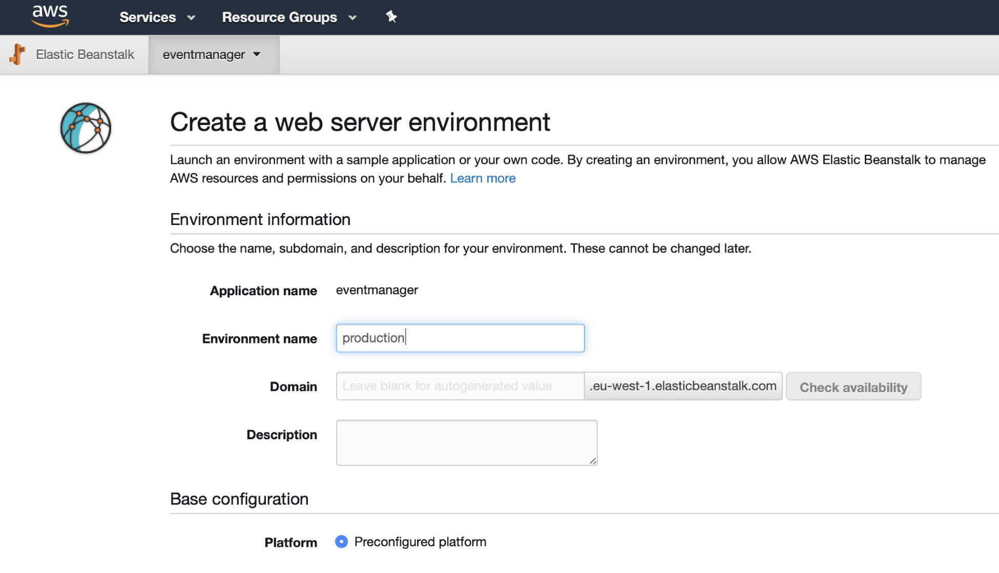 aws
Services
Resource Groups
Elastic Beanstalk
eventmanager
Create a web server environment
Launch an environment with a sample application or your own code. By creating an environment, you allow AWS Elastic Beanstalk to manage
AWS resources and permissions on your behalf. Learn more
Environment information
Choose the name, subdomain, and description for your environment. These cannot be changed later.
Application name eventmanager
Environment name production
Domain Leave blank for autogenerated value .eu-west-1.elasticbeanstalk.com Check availability
Description
Base configuration
Platform Preconfigured platform